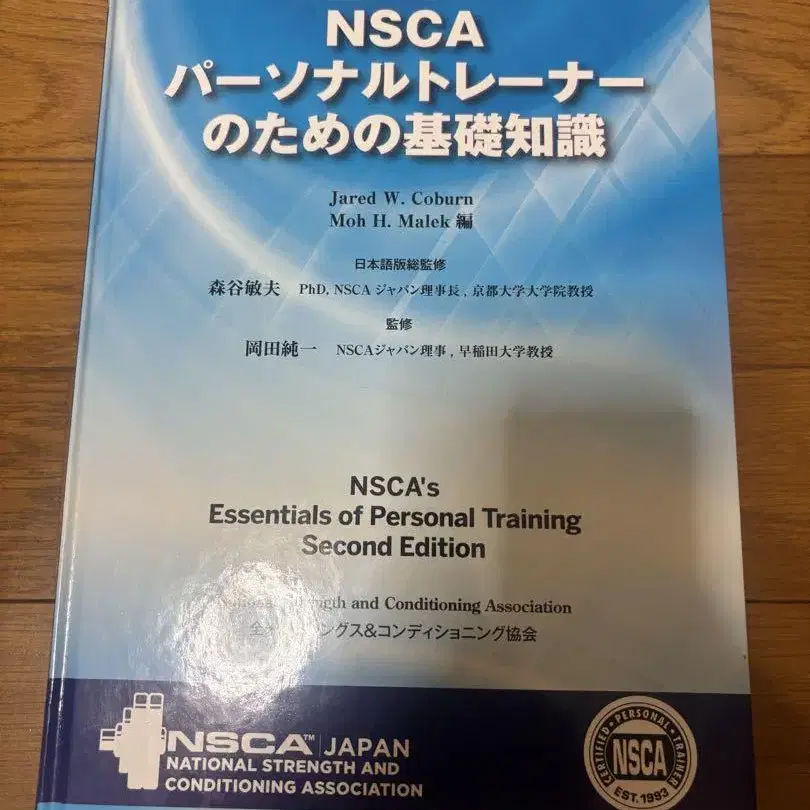 NSCA
パーソナルトレーナー
のための基礎知識
Jared W. Coburn
Moh H. Malek 編
日本語版総監修
森谷敏夫 PhD, NSCA ジャパン理事長, 京都大学大学院教授
監修
岡田純一 NSCAジャパン理事, 早稲田大学教授
NSCA's
Essentials of Personal Training
Second Edition
and Conditioning Association
&コンディショニング協会
NSCA™ JAPAN
NATIONAL STRENGTH AND
CONDITIONING ASSOCIATION
CERTIFIED • PERSONAL • TRAINER
NSCA
EST. 1993